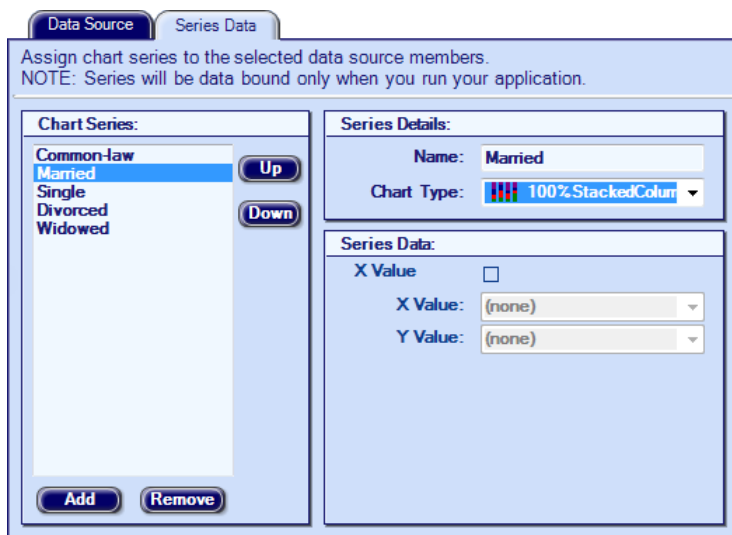 Data Source Series Data
Assign chart series to the selected data source members.
NOTE: Series will be data bound only when you run your application.
Chart Series:
Common-law
Married
Single
Divorced
Widowed
Up
Down
Add Remove
Series Details:
Name: Married
Chart Type: 100%StackedColum
Series Data:
X Value
X Value: (none)
Y Value: (none)